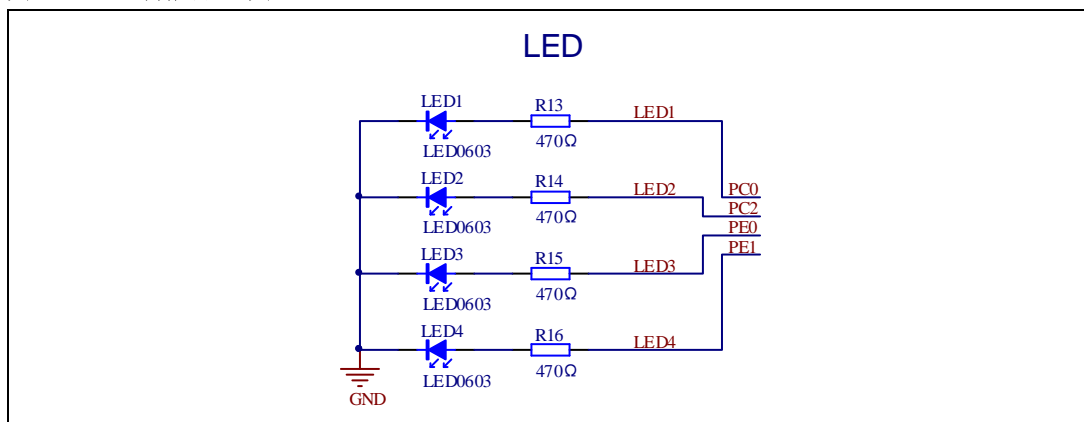 LED
LED1
R13
LED1
LED0603
470Ω
LED2
R14
LED2
PC0
LED0603
470Ω
PC2
PE0
LED3
R15
LED3
PE1
LED0603
470Ω
LED4
R16
LED4
LED0603
470Ω
GND